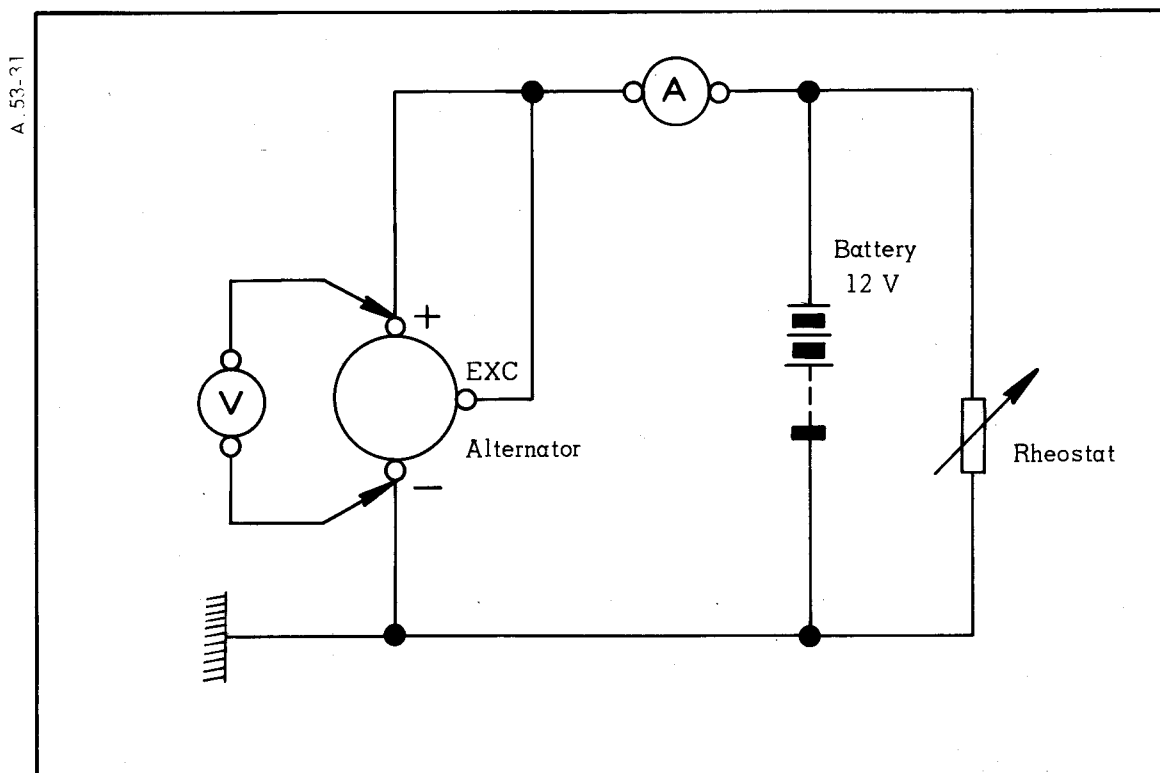 A. 53-31
A
Battery
12 V
+
EXC
V
Alternator
Rheostat
−